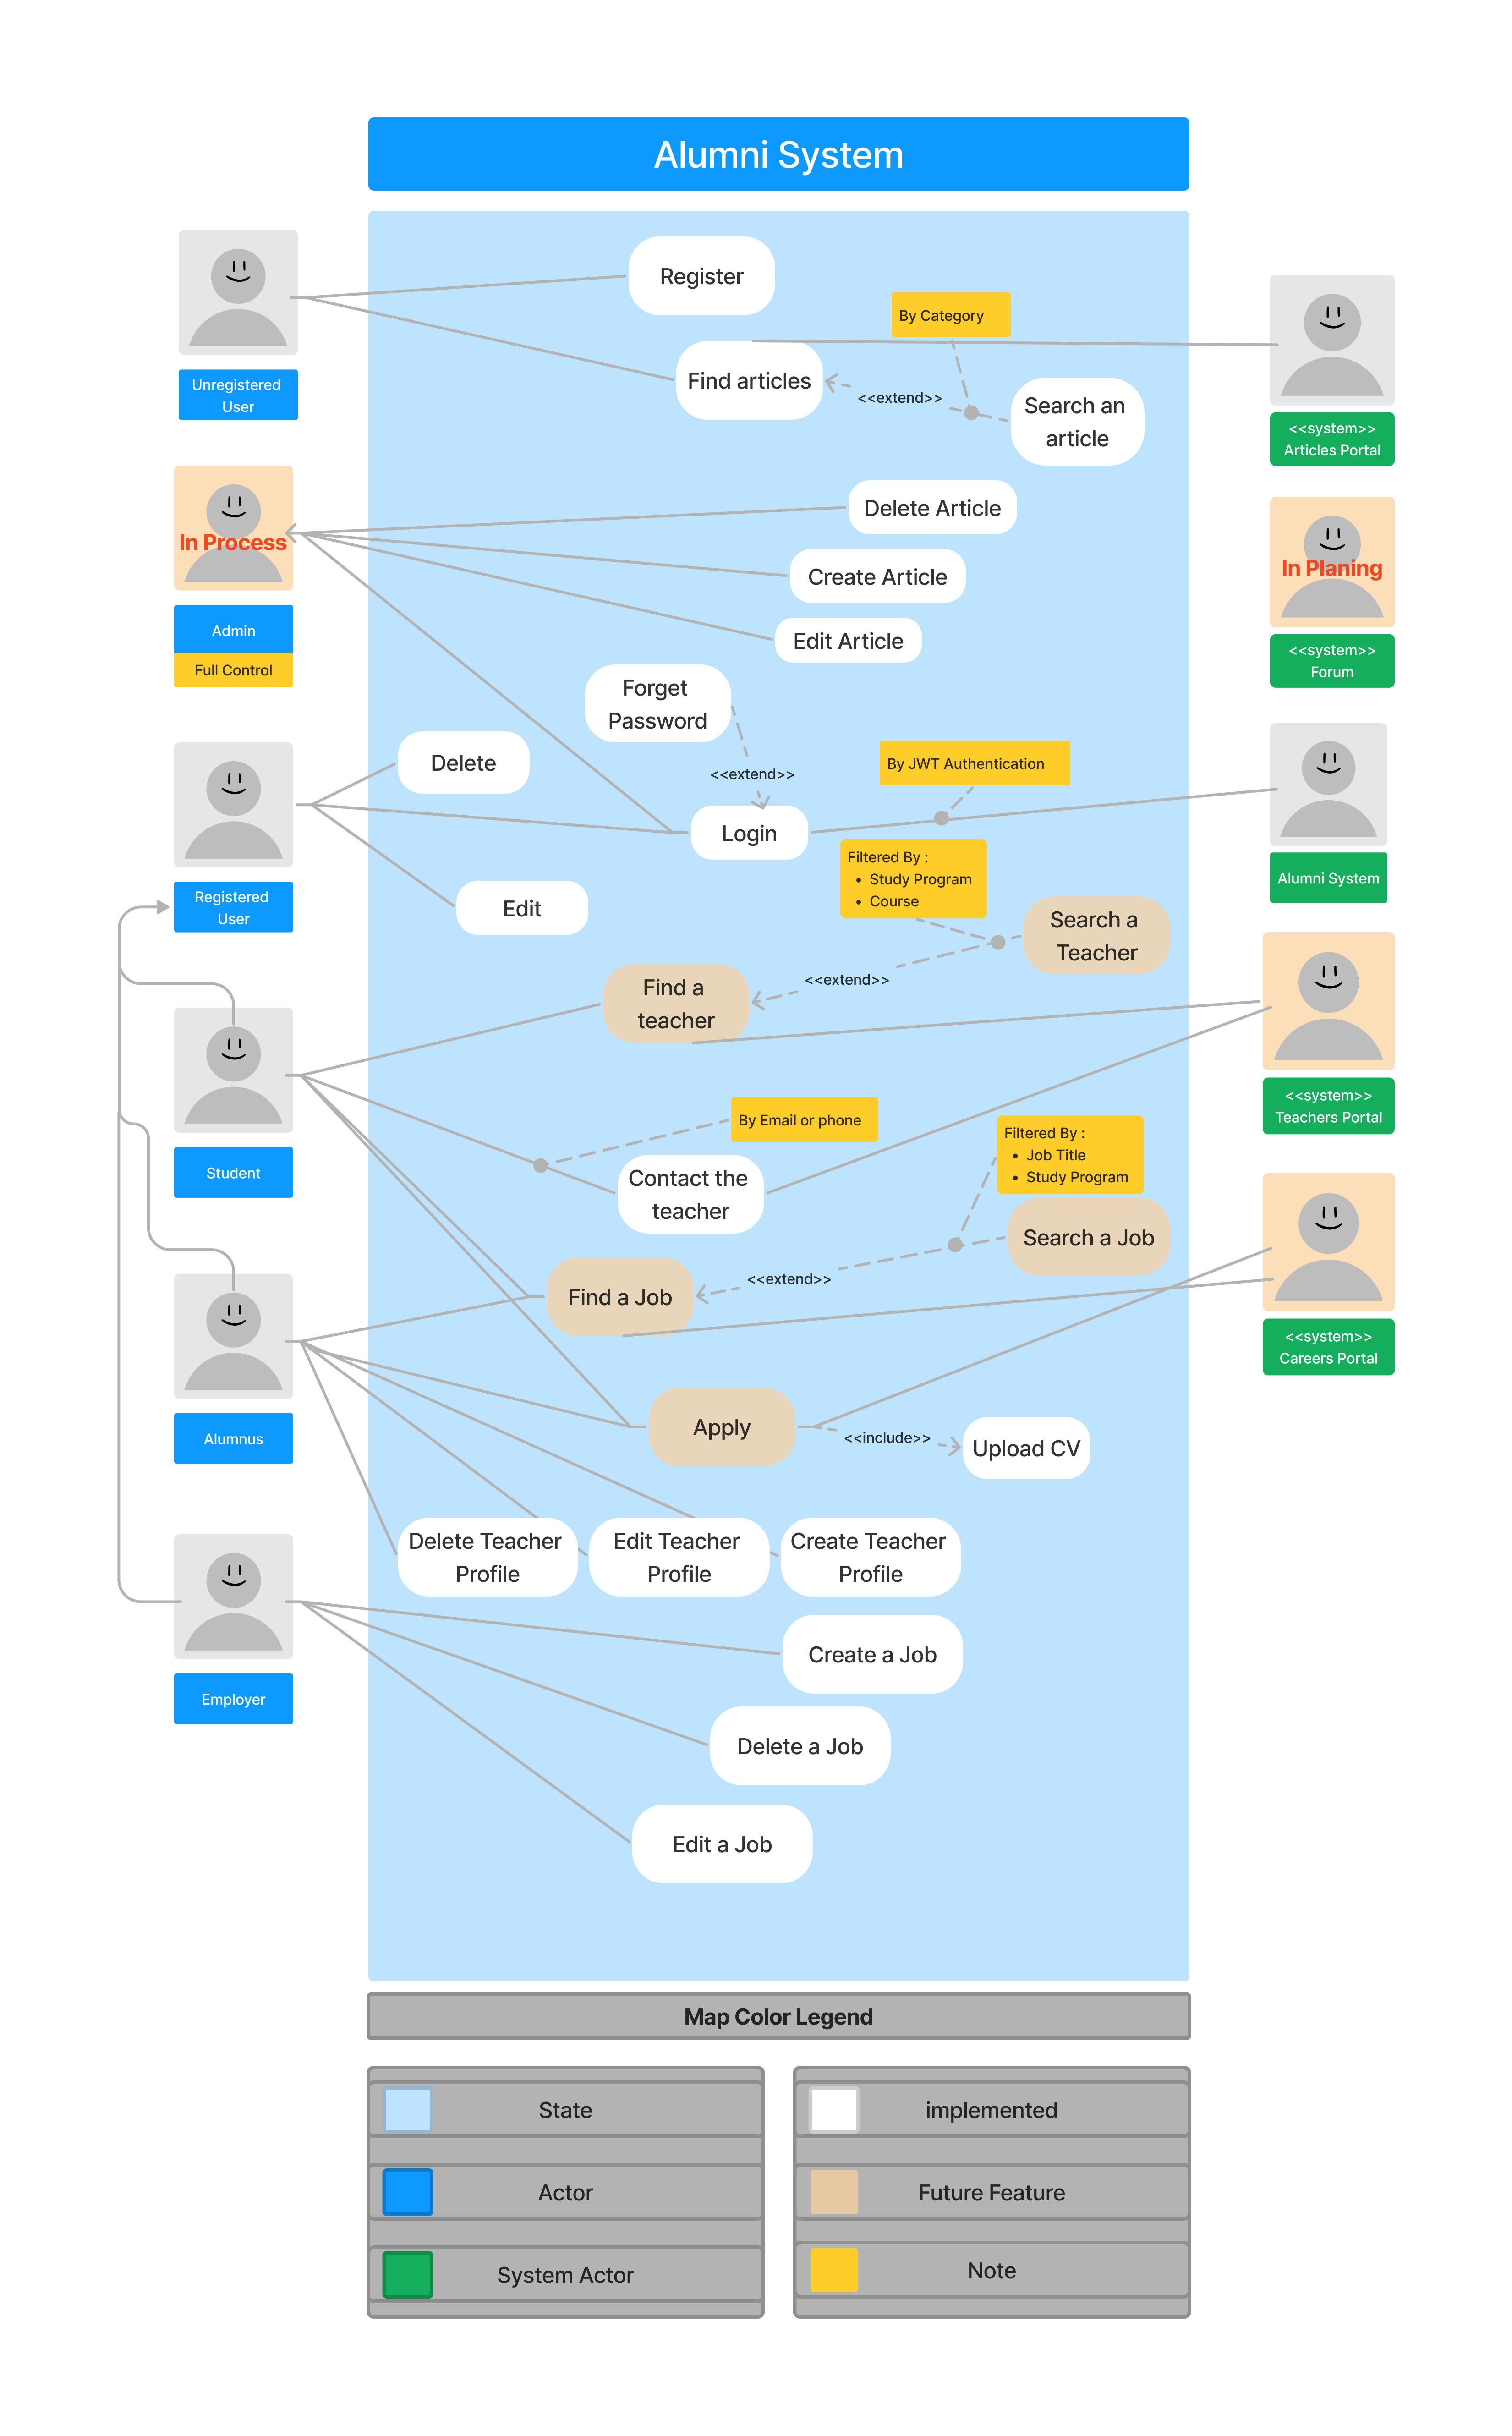 Alumni System
Register
By Category
Unregistered
User
Find articles
<<extend>>
Search an
article
<<system>>
Articles Portal
In Process
Admin
Full Control
Delete Article
Create Article
Edit Article
In Planing
<<system>>
Forum
Forget
Password
Delete
<<extend>>
By JWT Authentication
Login
Registered
User
Edit
Filtered By :
• Study Program
• Course
Alumni System
Search a
Teacher
<<extend>>
Find a
teacher
<<system>>
Teachers Portal
Student
By Email or phone
Contact the
teacher
Filtered By :
• Job Title
• Study Program
Search a Job
<<extend>>
Find a Job
<<system>>
Careers Portal
Alumnus
Apply
<<include>>
Upload CV
Delete Teacher
Profile
Edit Teacher
Profile
Create Teacher
Profile
Employer
Create a Job
Delete a Job
Edit a Job
Map Color Legend
State
implemented
Actor
Future Feature
System Actor
Note